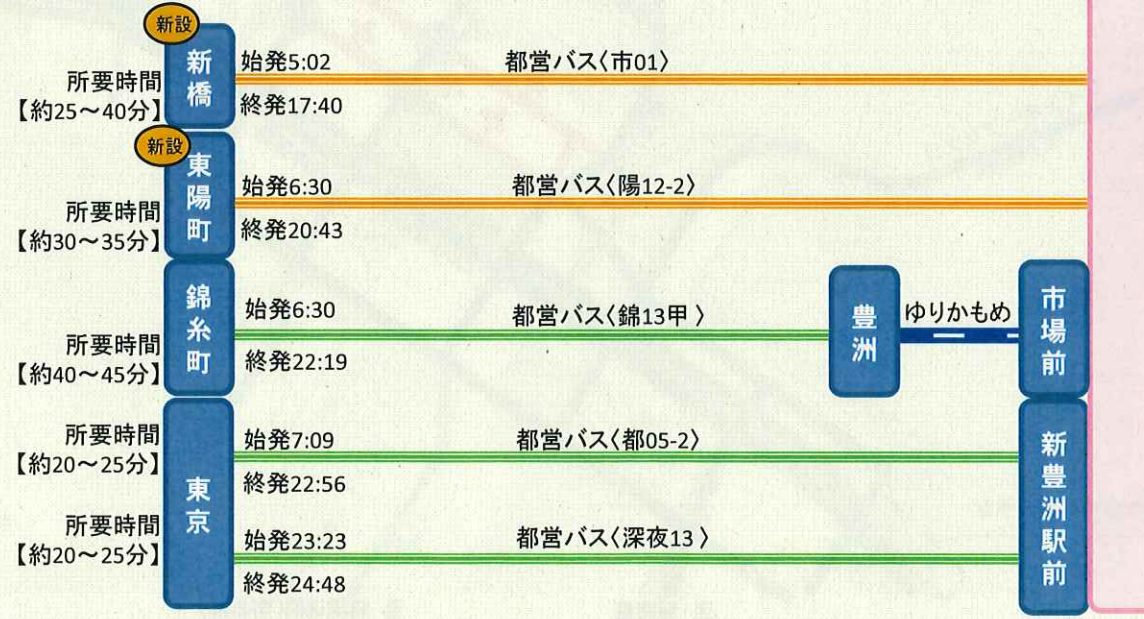 新設
新橋
所要時間
【約25～40分】
始発5:02
終発17:40
都営バス〈市01〉
新設
東陽町
所要時間
【約30～35分】
始発6:30
終発20:43
都営バス〈陽12-2〉
錦糸町
所要時間
【約40～45分】
始発6:30
終発22:19
都営バス〈錦13甲 〉
豊洲
ゆりかもめ
市場前
東京
所要時間
【約20～25分】
始発7:09
終発22:56
都営バス〈都05-2〉
所要時間
【約20～25分】
始発23:23
終発24:48
都営バス〈深夜13 〉
新豊洲駅前